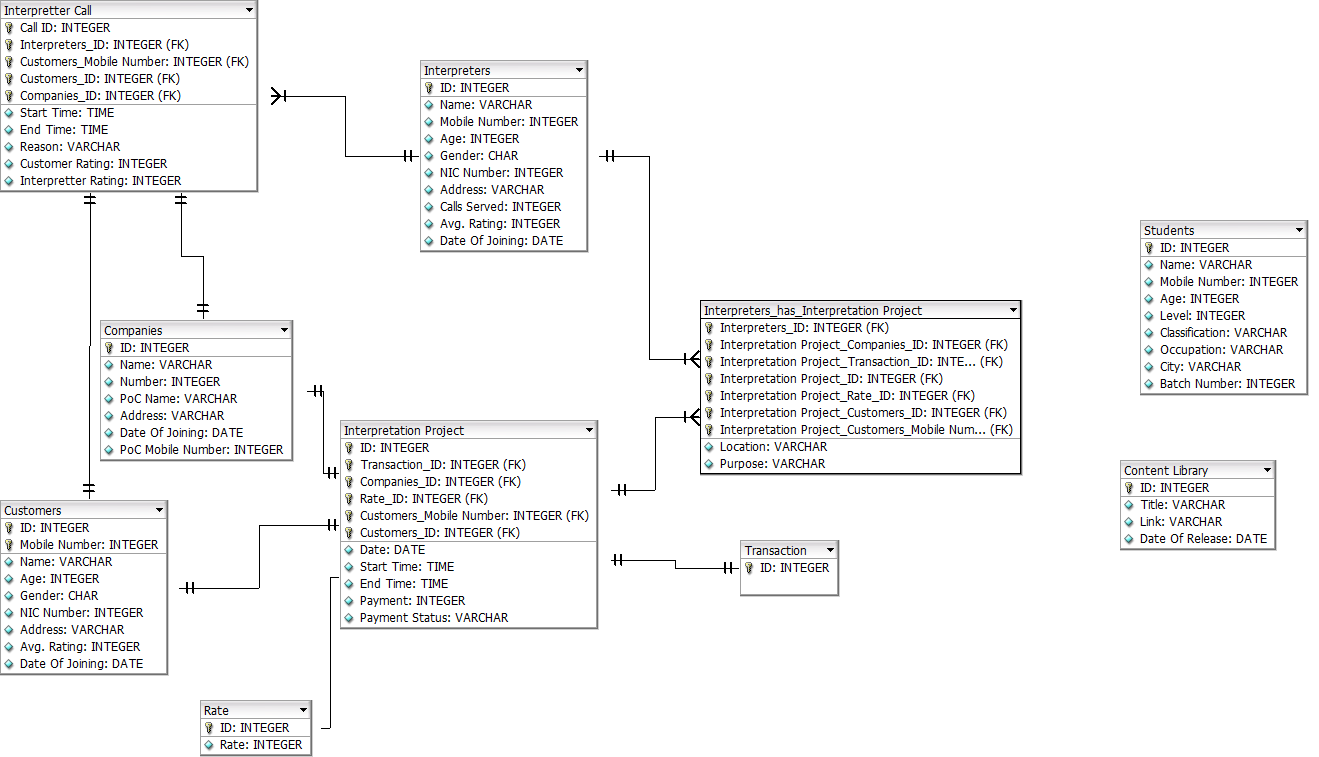 Interpretter Call
Call ID: INTEGER
Interpreters_ID: INTEGER (FK)
Customers_Mobile Number: INTEGER (FK)
Customers_ID: INTEGER (FK)
Companies_ID: INTEGER (FK)
Start Time: TIME
End Time: TIME
Reason: VARCHAR
Customer Rating: INTEGER
Interpretter Rating: INTEGER
Interpreters
ID: INTEGER
Name: VARCHAR
Mobile Number: INTEGER
Age: INTEGER
Gender: CHAR
NIC Number: INTEGER
Address: VARCHAR
Calls Served: INTEGER
Avg. Rating: INTEGER
Date Of Joining: DATE
Students
ID: INTEGER
Name: VARCHAR
Mobile Number: INTEGER
Age: INTEGER
Level: INTEGER
Classification: VARCHAR
Occupation: VARCHAR
City: VARCHAR
Batch Number: INTEGER
Interpreters_has_Interpretation Project
Interpreters_ID: INTEGER (FK)
Interpretation Project_Companies_ID: INTEGER (FK)
Interpretation Project_Transaction_ID: INTE... (FK)
Interpretation Project_ID: INTEGER (FK)
Interpretation Project_Rate_ID: INTEGER (FK)
Interpretation Project_Customers_ID: INTEGER (FK)
Interpretation Project_Customers_Mobile Num... (FK)
Location: VARCHAR
Purpose: VARCHAR
Companies
ID: INTEGER
Name: VARCHAR
Number: INTEGER
PoC Name: VARCHAR
Address: VARCHAR
Date Of Joining: DATE
PoC Mobile Number: INTEGER
Interpretation Project
ID: INTEGER
Transaction_ID: INTEGER (FK)
Companies_ID: INTEGER (FK)
Rate_ID: INTEGER (FK)
Customers_Mobile Number: INTEGER (FK)
Customers_ID: INTEGER (FK)
Date: DATE
Start Time: TIME
End Time: TIME
Payment: INTEGER
Payment Status: VARCHAR
Content Library
ID: INTEGER
Title: VARCHAR
Link: VARCHAR
Date Of Release: DATE
Customers
ID: INTEGER
Mobile Number: INTEGER
Name: VARCHAR
Age: INTEGER
Gender: CHAR
NIC Number: INTEGER
Address: VARCHAR
Avg. Rating: INTEGER
Date Of Joining: DATE
Transaction
ID: INTEGER
Rate
ID: INTEGER
Rate: INTEGER